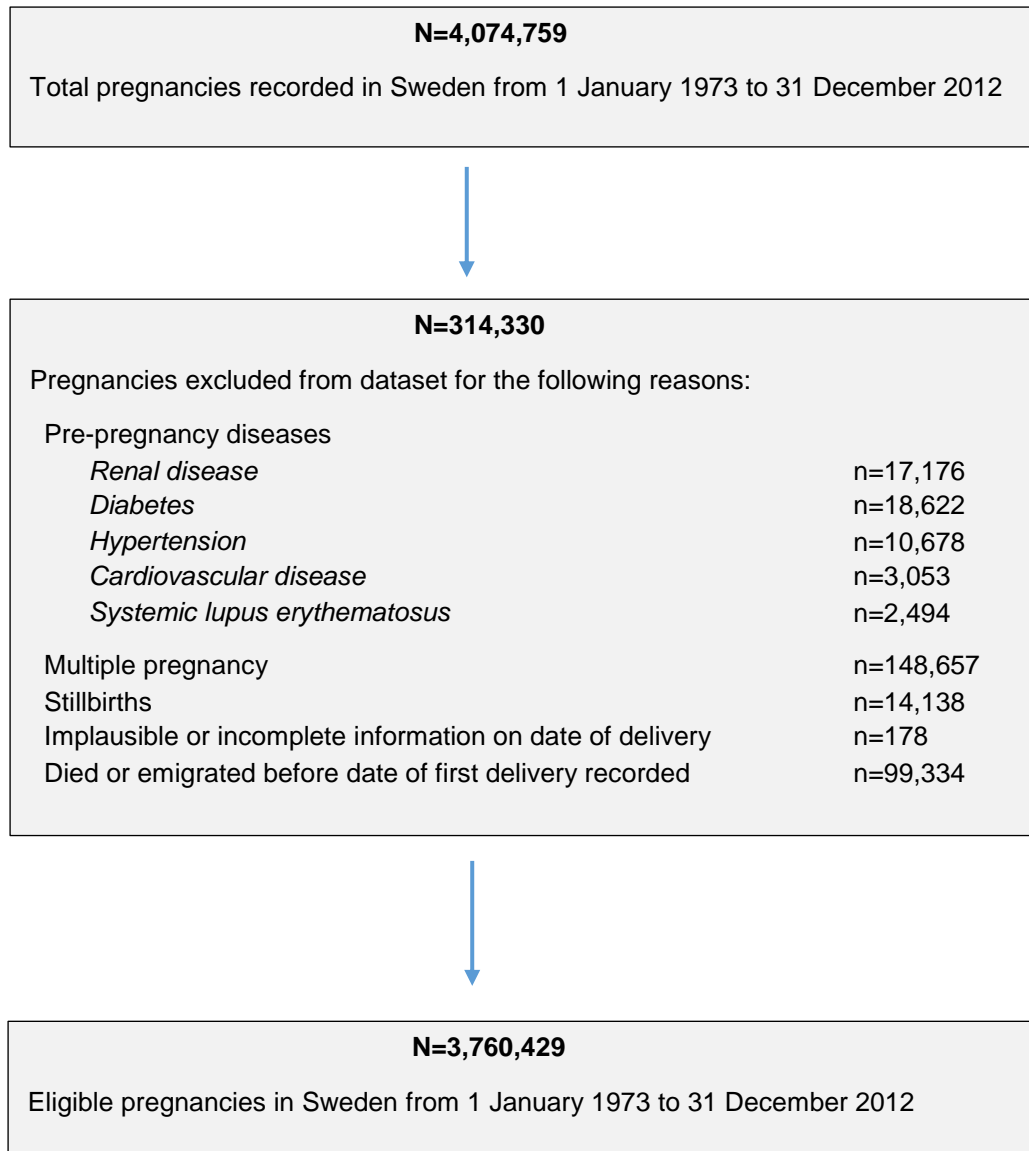 N=4,074,759
Total pregnancies recorded in Sweden from 1 January 1973 to 31 December 2012
N=314,330
Pregnancies excluded from dataset for the following reasons:
Pre-pregnancy diseases
Renal disease n=17,176
Diabetes n=18,622
Hypertension n=10,678
Cardiovascular disease n=3,053
Systemic lupus erythematosus n=2,494
Multiple pregnancy n=148,657
Stillbirths n=14,138
Implausible or incomplete information on date of delivery n=178
Died or emigrated before date of first delivery recorded n=99,334
N=3,760,429
Eligible pregnancies in Sweden from 1 January 1973 to 31 December 2012